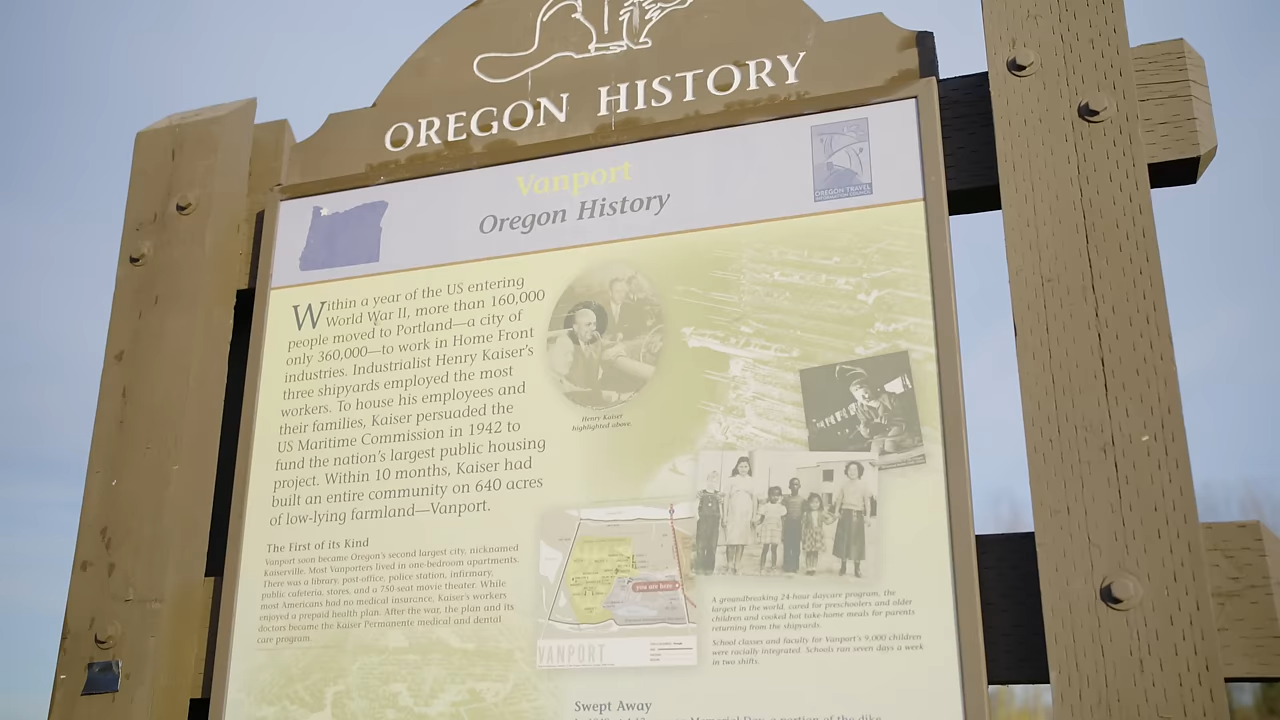 OREGON HISTORY
Vanport
Oregon History
OREGON TRAVEL
INFORMATION COUNCIL
Within a year of the US entering
World War II, more than 160,000
people moved to Portland—a city of
only 360,000—to work in Home Front
industries. Industrialist Henry Kaiser's
three shipyards employed the most
workers. To house his employees and
their families, Kaiser persuaded the
US Maritime Commission in 1942 to
fund the nation's largest public housing
project. Within 10 months, Kaiser had
built an entire community on 640 acres
of low-lying farmland—Vanport.
Henry Kaiser
highlighted above.
The First of its Kind
Vanport soon became Oregon's second largest city, nicknamed
Kaiserville. Most Vanporters lived in one-bedroom apartments.
There was a library, post-office, police station, infirmary,
public cafeteria, stores, and a 750-seat movie theater. While
most Americans had no medical insurance, Kaiser's workers
enjoyed a prepaid health plan. After the war, the plan and its
doctors became the Kaiser Permanente medical and dental
care program.
you are here
VANPORT
A groundbreaking 24-hour daycare program, the
largest in the world, cared for preschoolers and older
children and cooked hot take-home meals for parents
returning from the shipyards.
School classes and faculty for Vanport's 9,000 children
were racially integrated. Schools ran seven days a week
in two shifts.
Swept Away
Memorial Day, a portion of the dike